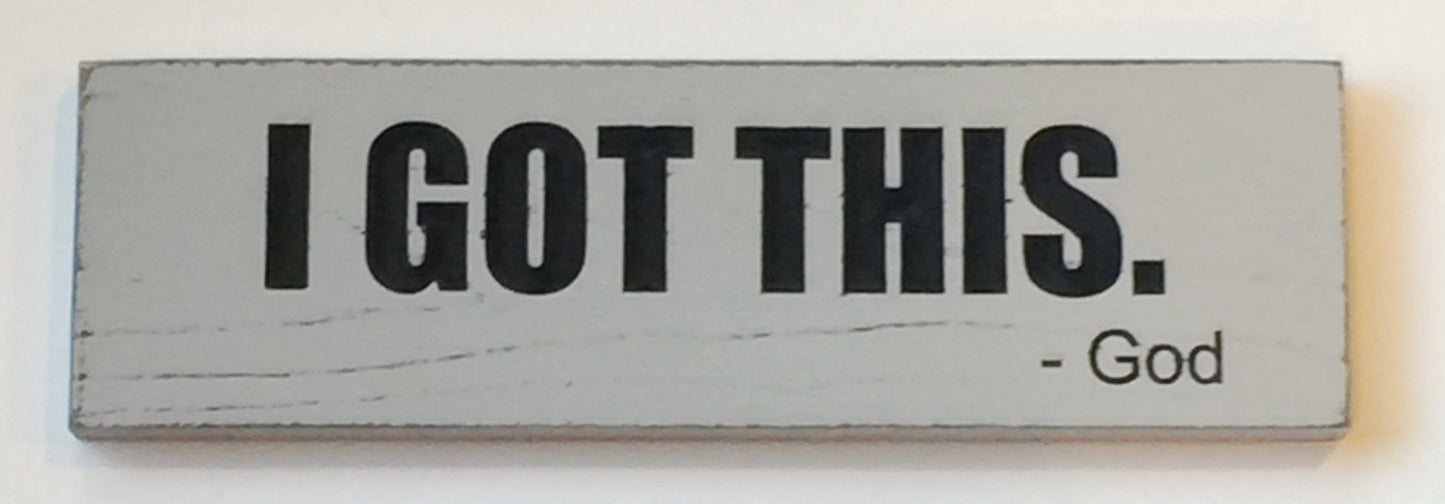 I GOT THIS.
- God